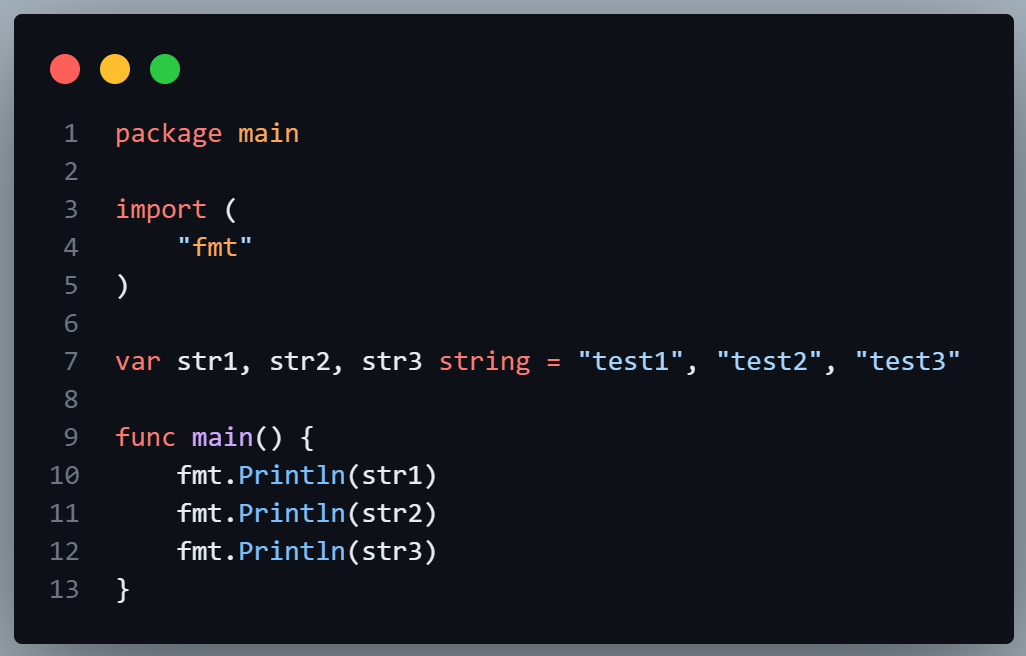 1 package main
2
3 import (
4     "fmt"
5 )
6
7 var str1, str2, str3 string = "test1", "test2", "test3"
8
9 func main() {
10     fmt.Println(str1)
11     fmt.Println(str2)
12     fmt.Println(str3)
13 }